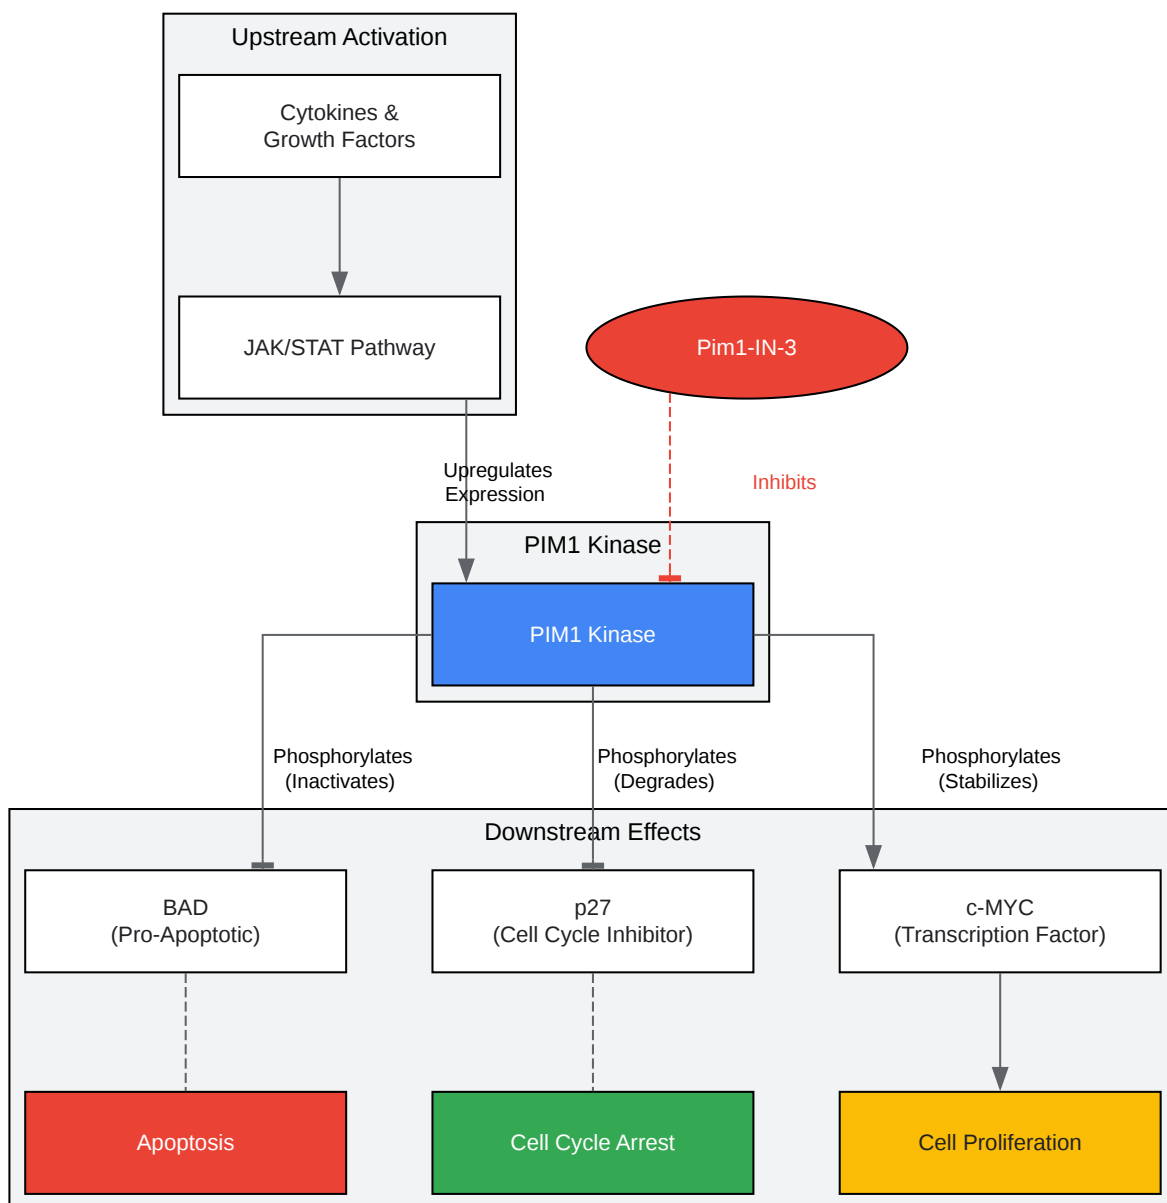 Upstream Activation
Cytokines &
Growth Factors
JAK/STAT Pathway
Pim1-IN-3
Upregulates
Expression
Inhibits
PIM1 Kinase
PIM1 Kinase
Phosphorylates
(Inactivates)
Phosphorylates
(Degrades)
Phosphorylates
(Stabilizes)
Downstream Effects
BAD
(Pro-Apoptotic)
p27
(Cell Cycle Inhibitor)
c-MYC
(Transcription Factor)
Apoptosis
Cell Cycle Arrest
Cell Proliferation